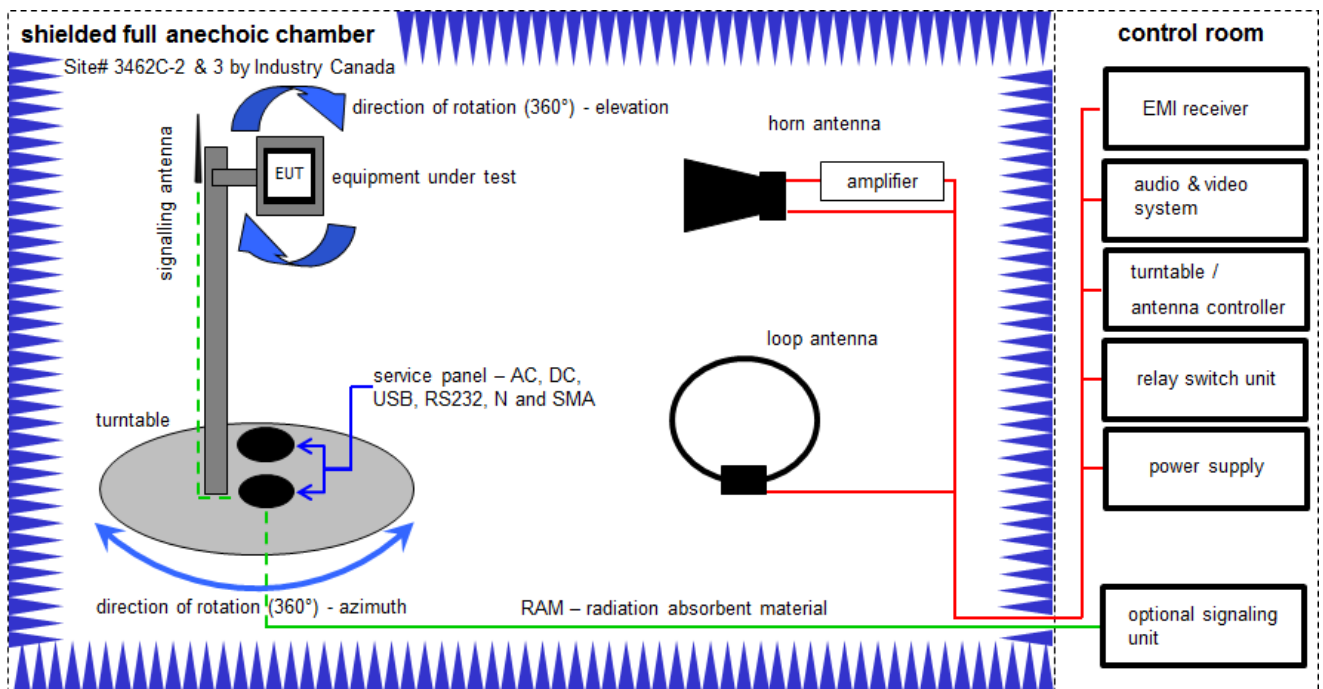 shielded full anechoic chamber
Site# 3462C-2 & 3 by Industry Canada
direction of rotation (360°) - elevation
signalling antenna
EUT
equipment under test
horn antenna
amplifier
loop antenna
service panel – AC, DC,
USB, RS232, N and SMA
turntable
direction of rotation (360°) - azimuth
RAM – radiation absorbent material
control room
EMI receiver
audio & video
system
turntable /
antenna controller
relay switch unit
power supply
optional signaling
unit